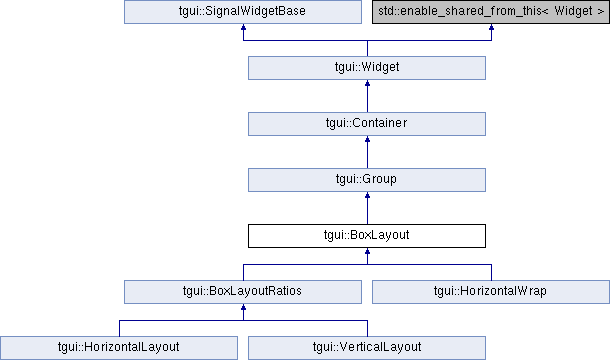 tgui::SignalWidgetBase
std::enable_shared_from_this< Widget >
tgui::Widget
tgui::Container
tgui::Group
tgui::BoxLayout
tgui::BoxLayoutRatios
tgui::HorizontalWrap
tgui::HorizontalLayout
tgui::VerticalLayout